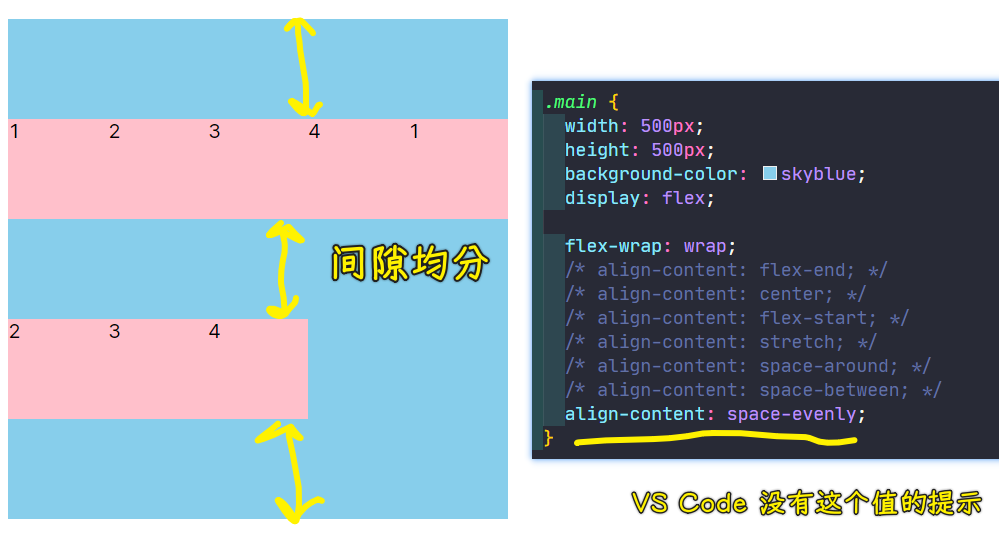 1 2 3 4 1
间隙均分
2 3 4
.main {
width: 500px;
height: 500px;
background-color: skyblue;
display: flex;
flex-wrap: wrap;
/* align-content: flex-end; */
/* align-content: center; */
/* align-content: flex-start; */
/* align-content: stretch; */
/* align-content: space-around; */
/* align-content: space-between; */
align-content: space-evenly;
}
VS Code 没有这个值的提示